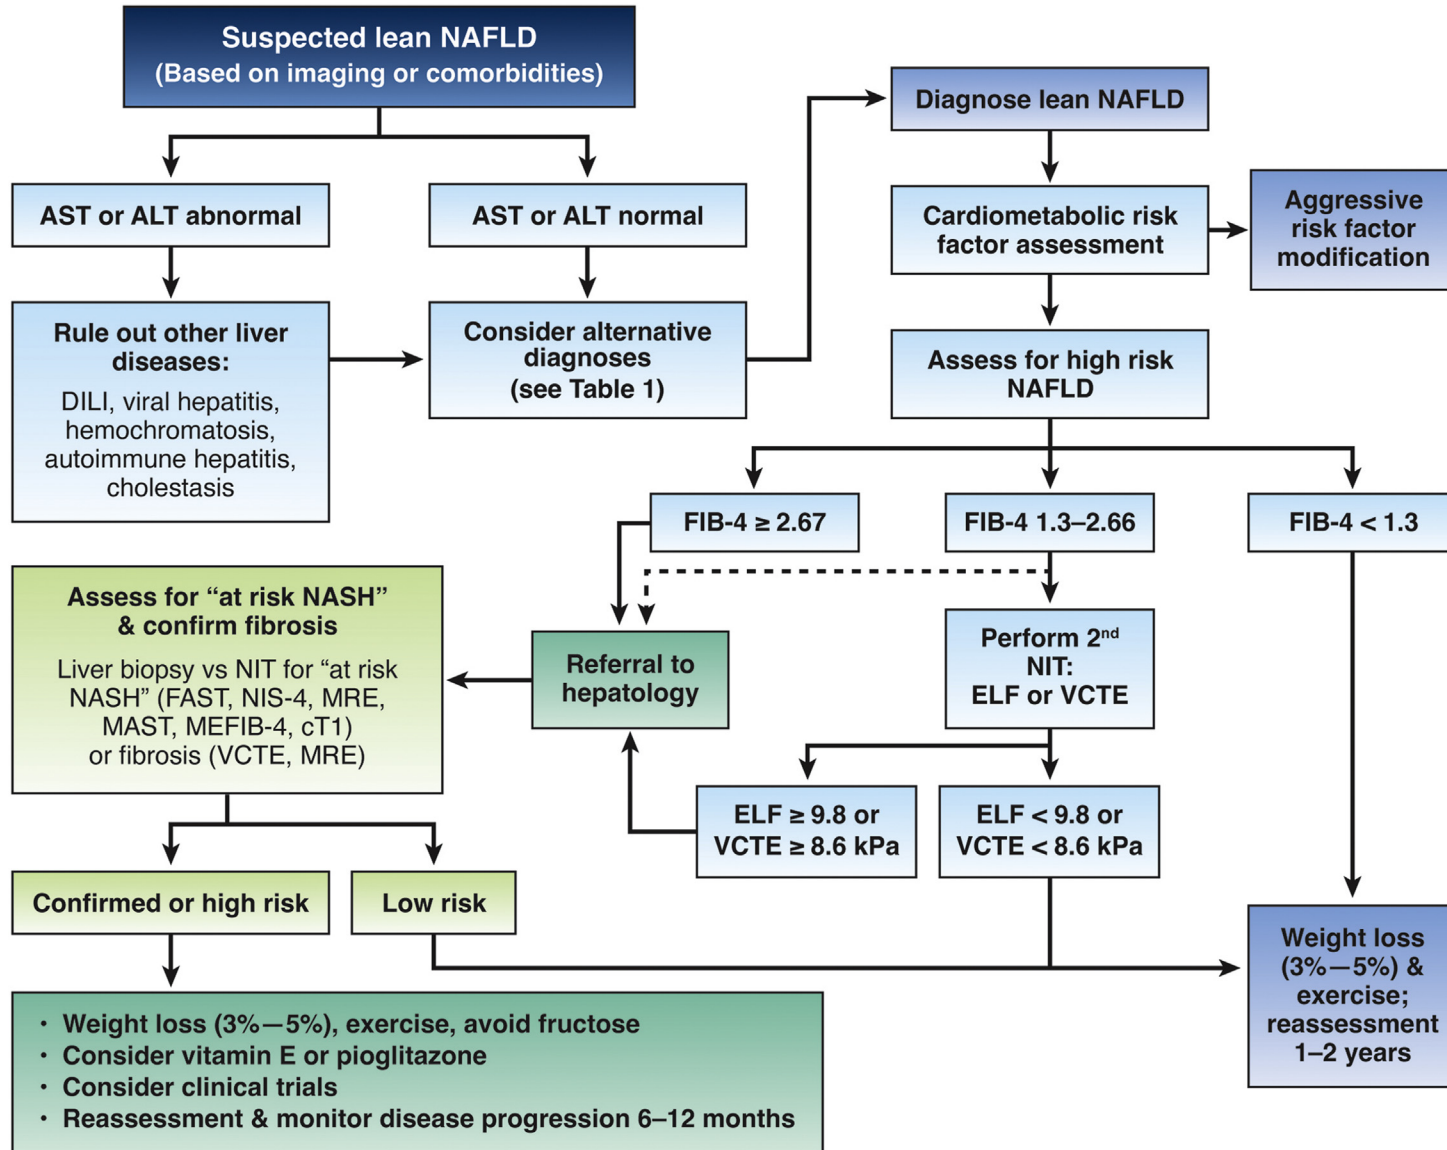 Suspected lean NAFLD
(Based on imaging or comorbidities)
AST or ALT abnormal
AST or ALT normal
Rule out other liver
diseases:
DILI, viral hepatitis,
hemochromatosis,
autoimmune hepatitis,
cholestasis
Consider alternative
diagnoses
(see Table 1)
Diagnose lean NAFLD
Cardiometabolic risk
factor assessment
Aggressive
risk factor
modification
Assess for high risk
NAFLD
FIB-4 ≥ 2.67
FIB-4 1.3–2.66
FIB-4 < 1.3
Perform 2nd
NIT:
ELF or VCTE
Referral to
hepatology
Assess for “at risk NASH”
& confirm fibrosis
Liver biopsy vs NIT for “at risk
NASH” (FAST, NIS-4, MRE,
MAST, MEFIB-4, cT1)
or fibrosis (VCTE, MRE)
ELF ≥ 9.8 or
VCTE ≥ 8.6 kPa
ELF < 9.8 or
VCTE < 8.6 kPa
Confirmed or high risk
Low risk
Weight loss
(3%—5%) &
exercise;
reassessment
1–2 years
· Weight loss (3%—5%), exercise, avoid fructose
· Consider vitamin E or pioglitazone
· Consider clinical trials
· Reassessment & monitor disease progression 6–12 months